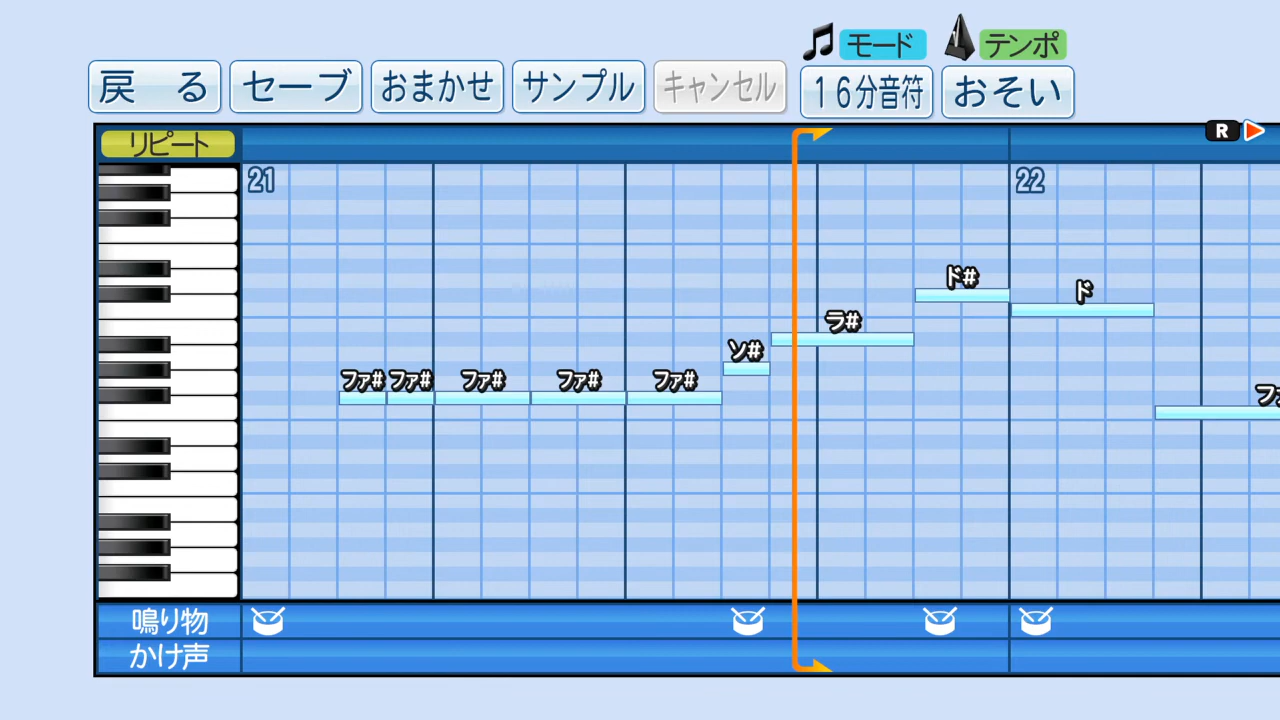 モード テンポ
戻 る セーブ おまかせ サンプル キャンセル 16分音符 おそい
リピート R
21 22
ド#
ド
ラ#
ソ#
ファ# ファ# ファ# ファ# ファ#
鳴り物
かけ声